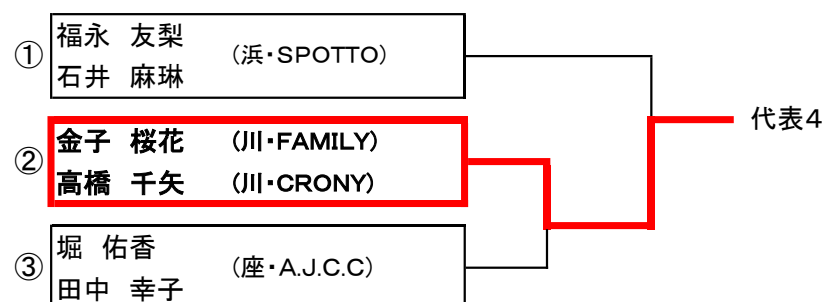 ① 福永 友梨 (浜・SPOTTO)
石井 麻琳
代表4
② 金子 桜花 (川・FAMILY)
高橋 千矢 (川・CRONY)
③ 堀 佑香 (座・A.J.C.C)
田中 幸子